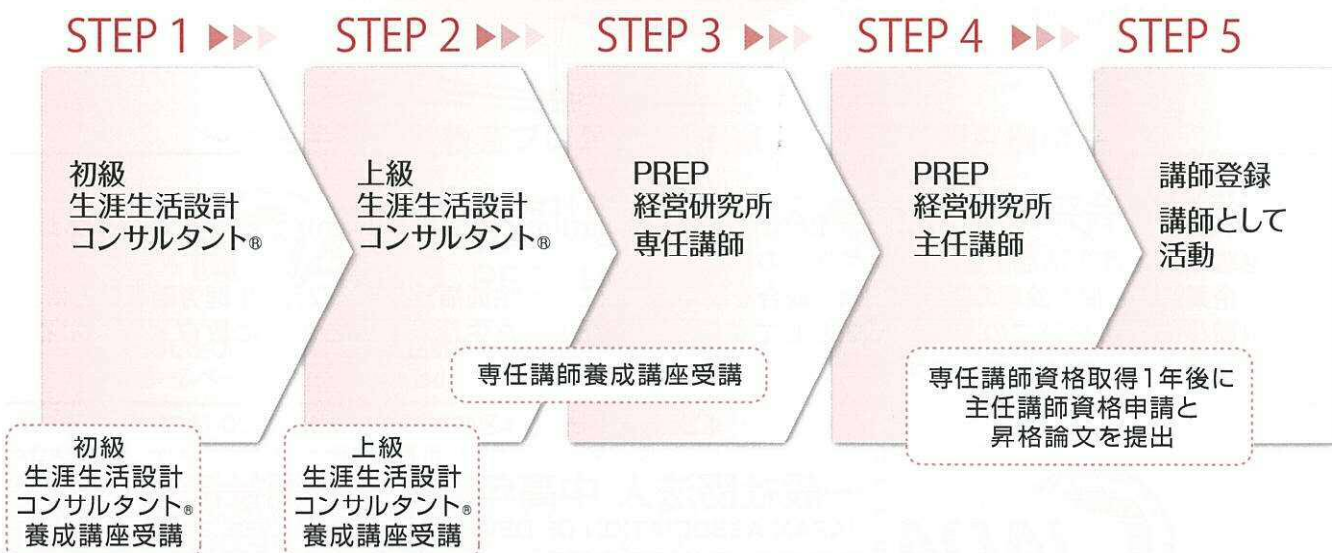 STEP 1
STEP 2
STEP 3
STEP 4
STEP 5
初級
生涯生活設計
コンサルタント®
上級
生涯生活設計
コンサルタント®
PREP
経営研究所
専任講師
PREP
経営研究所
主任講師
講師登録
講師として
活動
初級
生涯生活設計
コンサルタント®
養成講座受講
上級
生涯生活設計
コンサルタント®
養成講座受講
専任講師養成講座受講
専任講師資格取得1年後に
主任講師資格申請と
昇格論文を提出